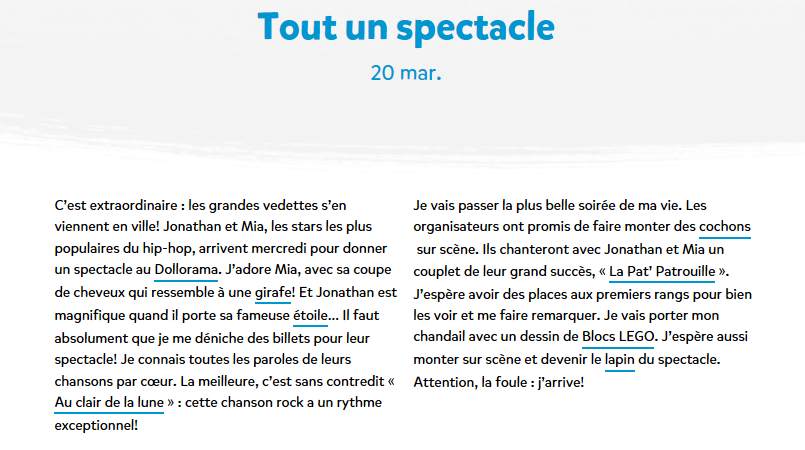 Tout un spectacle
20 mar.
C’est extraordinaire : les grandes vedettes s’en
viennent en ville! Jonathan et Mia, les stars les plus
populaires du hip-hop, arrivent mercredi pour donner
un spectacle au Dollorama. J’adore Mia, avec sa coupe
de cheveux qui ressemble à une girafe! Et Jonathan est
magnifique quand il porte sa fameuse étoile... Il faut
absolument que je me déniche des billets pour leur
spectacle! Je connais toutes les paroles de leurs
chansons par cœur. La meilleure, c’est sans contredit «
Au clair de la lune » : cette chanson rock a un rythme
exceptionnel!
Je vais passer la plus belle soirée de ma vie. Les
organisateurs ont promis de faire monter des cochons
sur scène. Ils chanteront avec Jonathan et Mia un
couplet de leur grand succès, « La Pat’ Patrouille ».
J’espère avoir des places aux premiers rangs pour bien
les voir et me faire remarquer. Je vais porter mon
chandail avec un dessin de Blocs LEGO. J’espère aussi
monter sur scène et devenir le lapin du spectacle.
Attention, la foule : j’arrive!